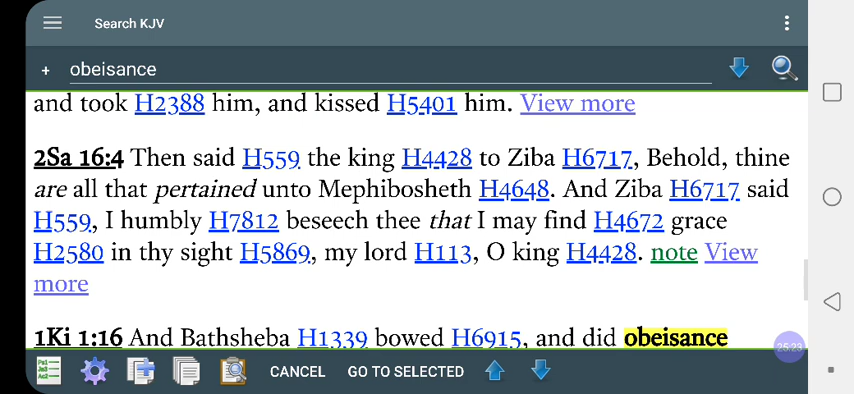 Search KJV
+ obeisance
and took H2388 him, and kissed H5401 him. View more
2Sa 16:4 Then said H559 the king H4428 to Ziba H6717, Behold, thine
are all that pertained unto Mephibosheth H4648. And Ziba H6717 said
H559, I humbly H7812 beseech thee that I may find H4672 grace
H2580 in thy sight H5869, my lord H113, O king H4428. note View
more
1Ki 1:16 And Bathsheba H1339 bowed H6915, and did obeisance
25:23
CANCEL GO TO SELECTED